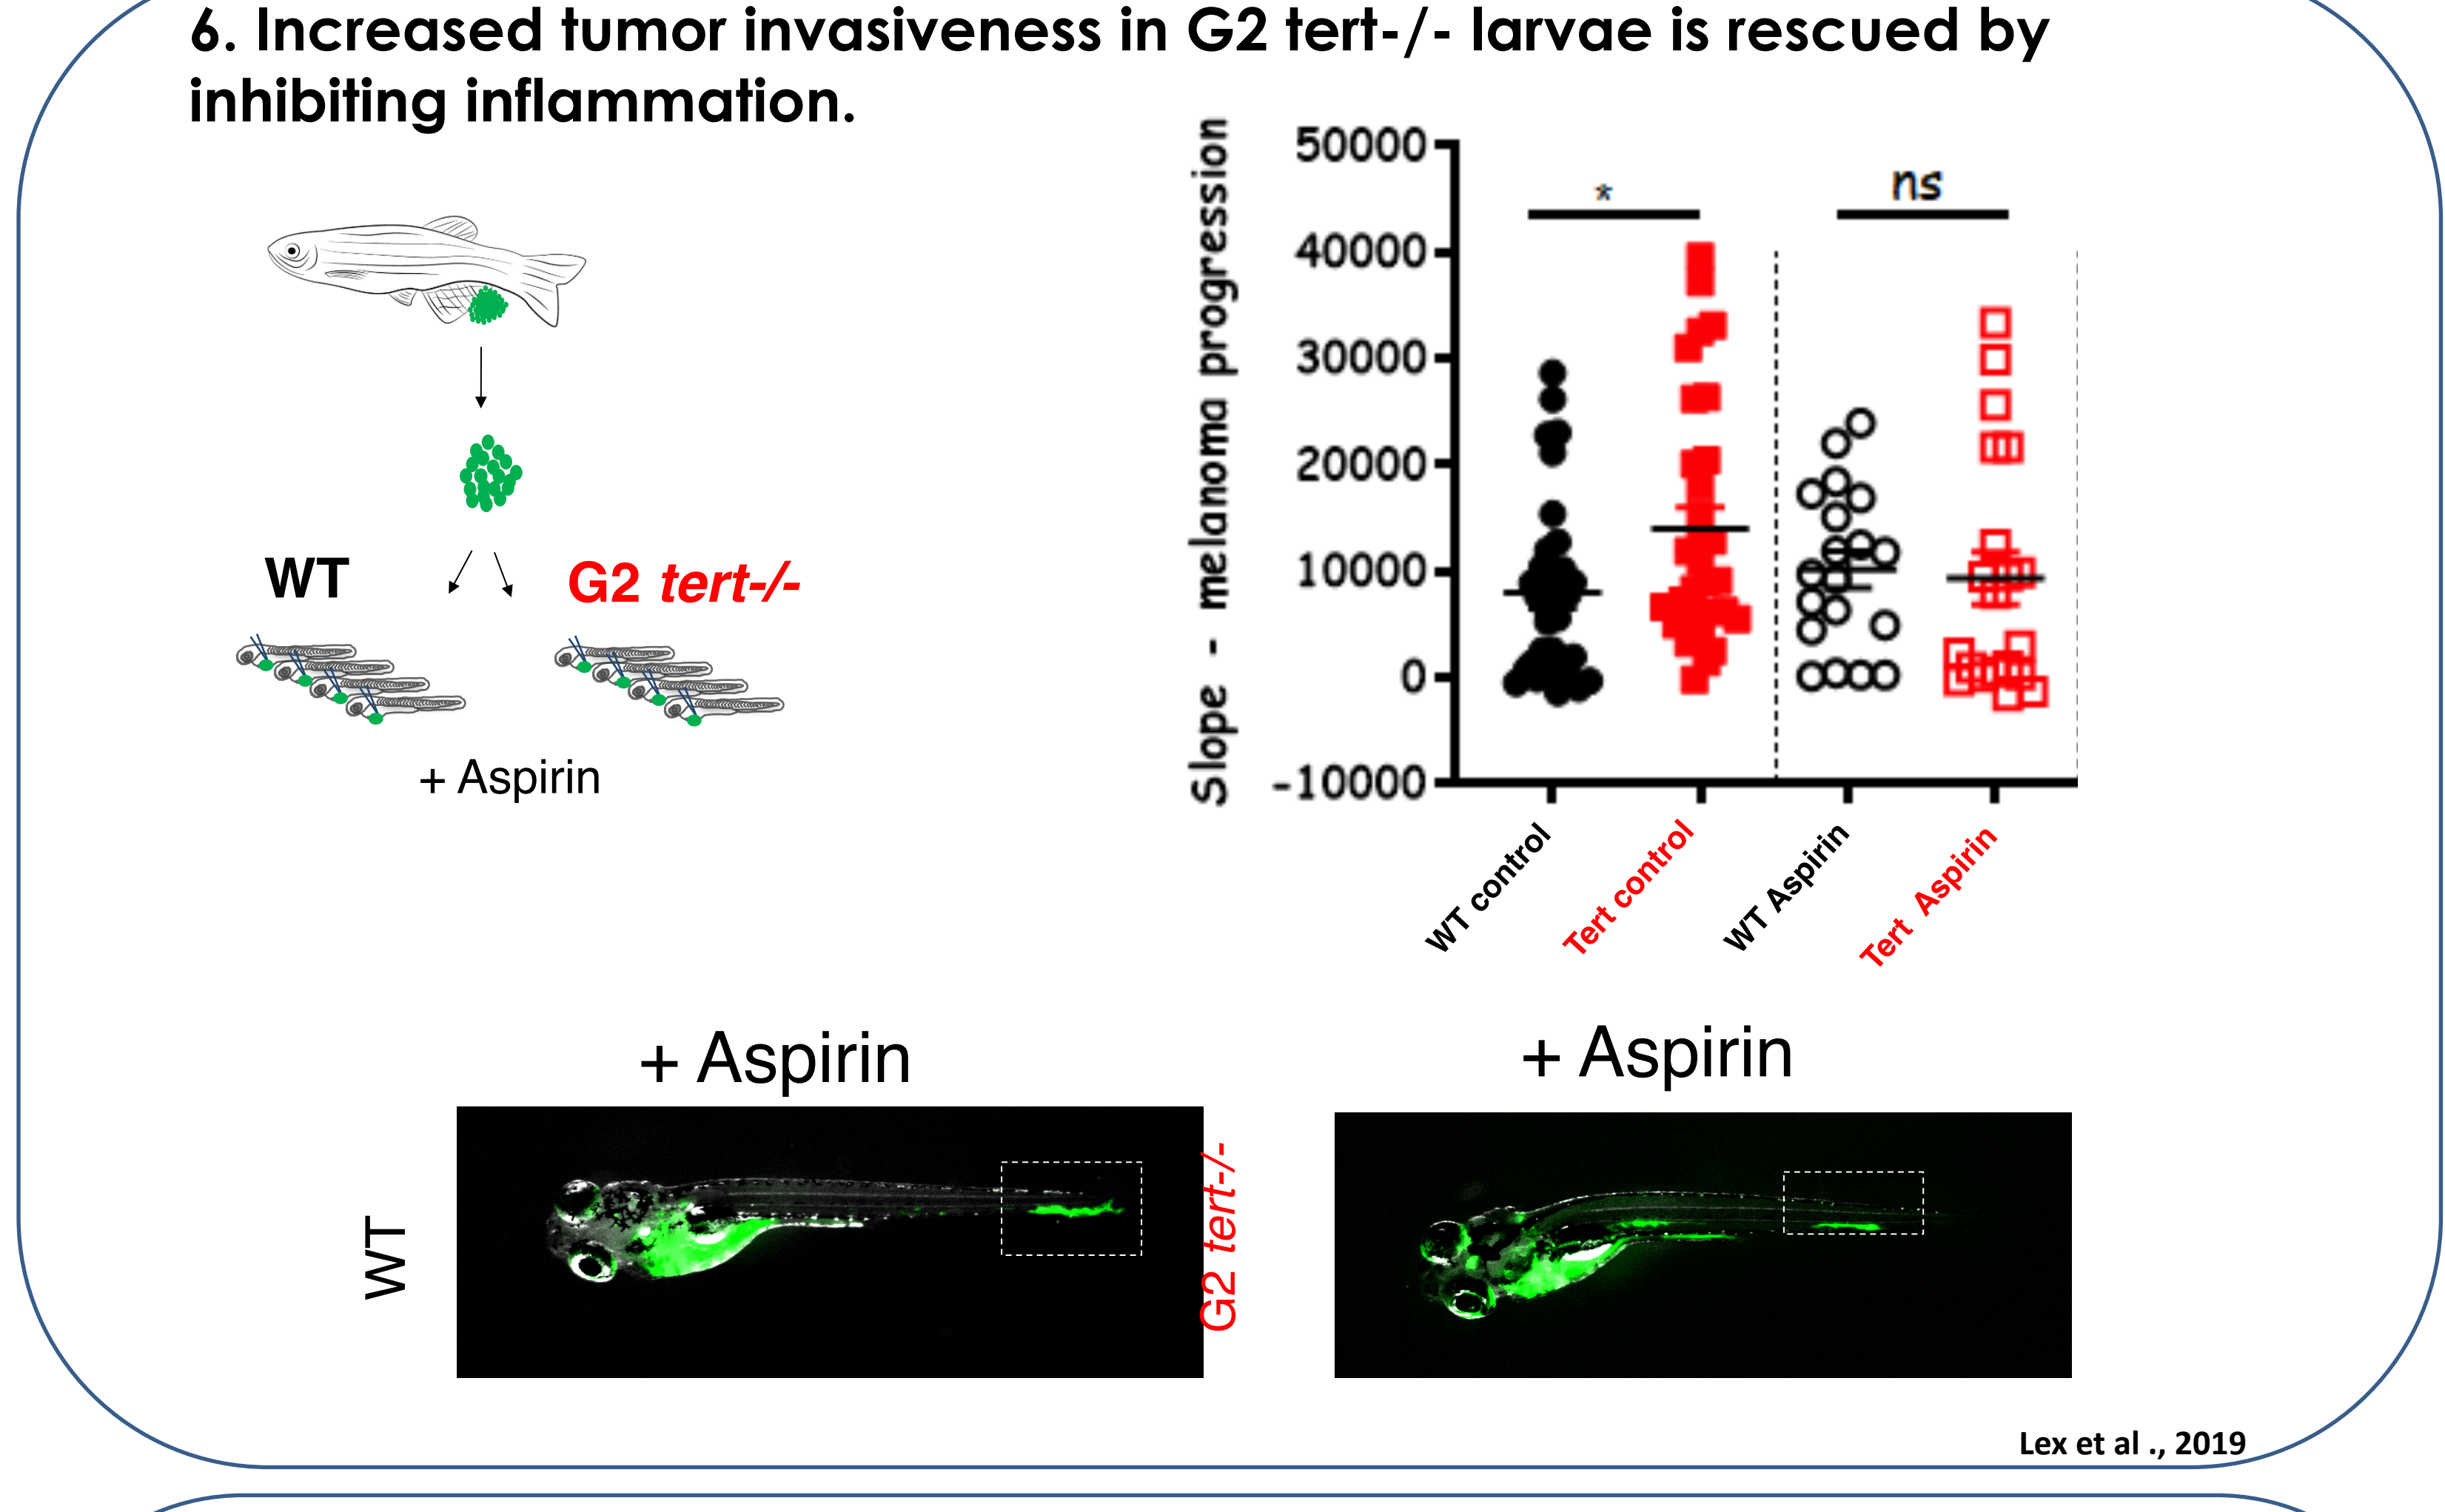 6. Increased tumor invasiveness in G2 tert-/- larvae is rescued by
inhibiting inflammation.
WT
G2 tert-/-
+ Aspirin
Slope - melanoma progression
50000
40000
30000
20000
10000
0
-10000
*
ns
WT control
Tert control
WT Aspirin
Tert Aspirin
+ Aspirin
+ Aspirin
WT
G2 tert-/-
Lex et al ., 2019